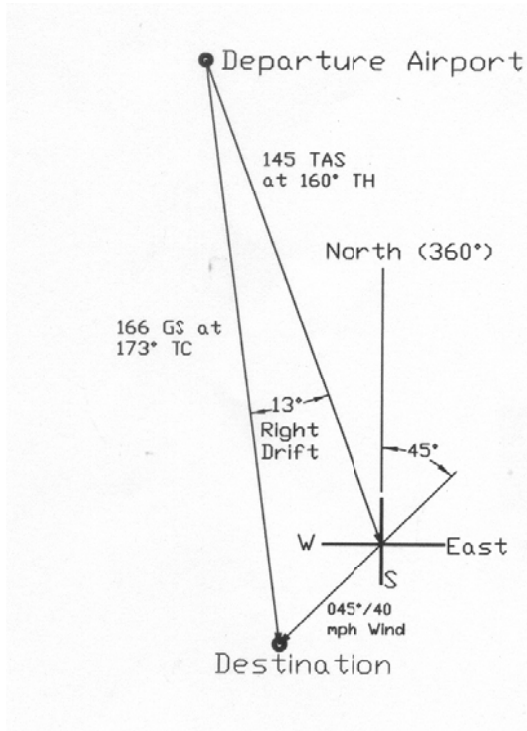 Departure Airport
145 TAS
at 160° TH
North (360°)
166 GS at
173° TC
13°
Right
Drift
45°
W
East
S
045°/40
mph Wind
Destination